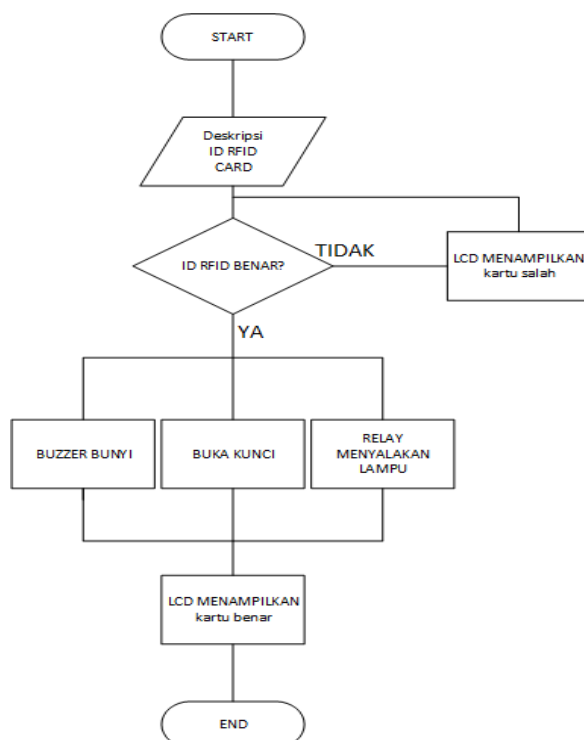 START
Deskripsi
ID RFID
CARD
ID RFID BENAR?
TIDAK
LCD MENAMPILKAN
kartu salah
YA
BUZZER BUNYI
BUKA KUNCI
RELAY
MENYALAKAN
LAMPU
LCD MENAMPILKAN
kartu benar
END